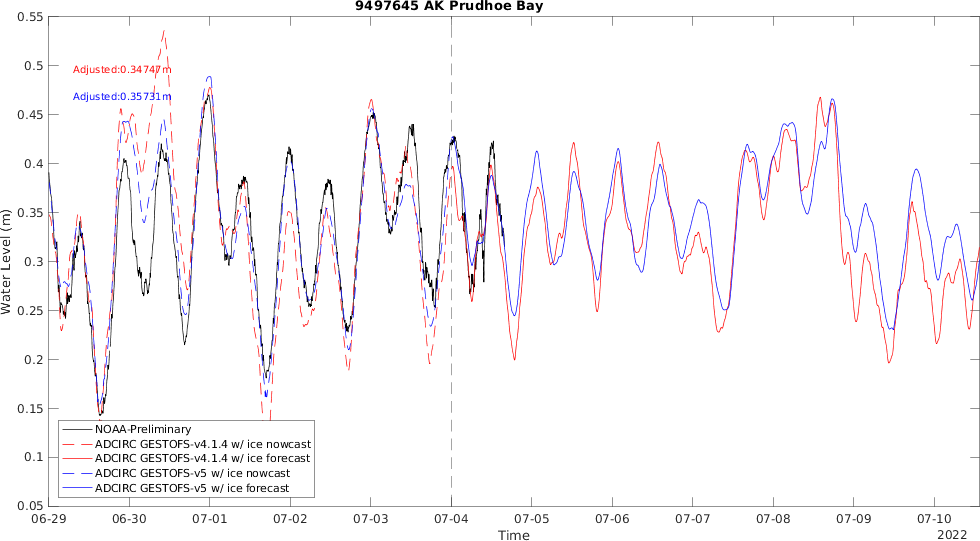 9497645 AK Prudhoe Bay
0.55
0.5
0.45
0.4
0.35
0.3
0.25
0.2
0.15
0.1
0.05
Water Level (m)
Adjusted:0.34747m
Adjusted:0.35731m
NOAA-Preliminary
ADCIRC GESTOFS-v4.1.4 w/ ice nowcast
ADCIRC GESTOFS-v4.1.4 w/ ice forecast
ADCIRC GESTOFS-v5 w/ ice nowcast
ADCIRC GESTOFS-v5 w/ ice forecast
06-29 06-30 07-01 07-02 07-03 07-04 07-05 07-06 07-07 07-08 07-09 07-10
Time
2022